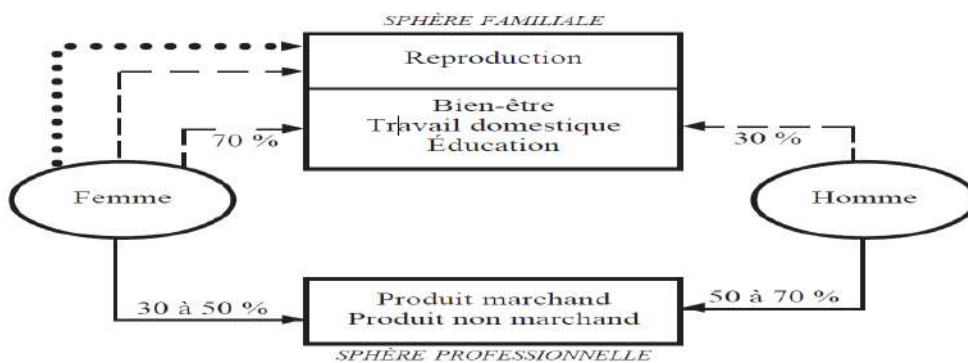 SPHÈRE FAMILIALE
Reproduction
Bien-être
Travail domestique
Éducation
70 %
30 %
Femme
Homme
30 à 50 %
Produit marchand
Produit non marchand
50 à 70 %
SPHÈRE PROFESSIONNELLE